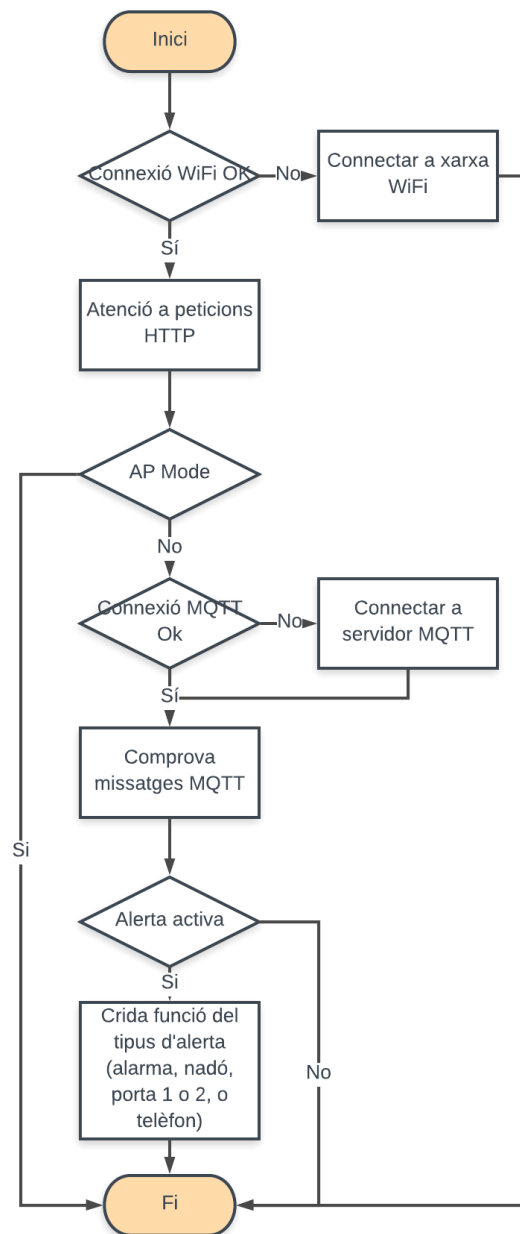 Inici
Connexió WiFi OK
No
Connectar a xarxa
WiFi
Sí
Atenció a peticions
HTTP
AP Mode
No
Connexió MQTT
Ok
No
Connectar a
servidor MQTT
Sí
Comprova
missatges MQTT
Si
Alerta activa
Si
Crida funció del
tipus d'alerta
(alarma, nadó,
porta 1 o 2, o
telèfon)
No
Fi